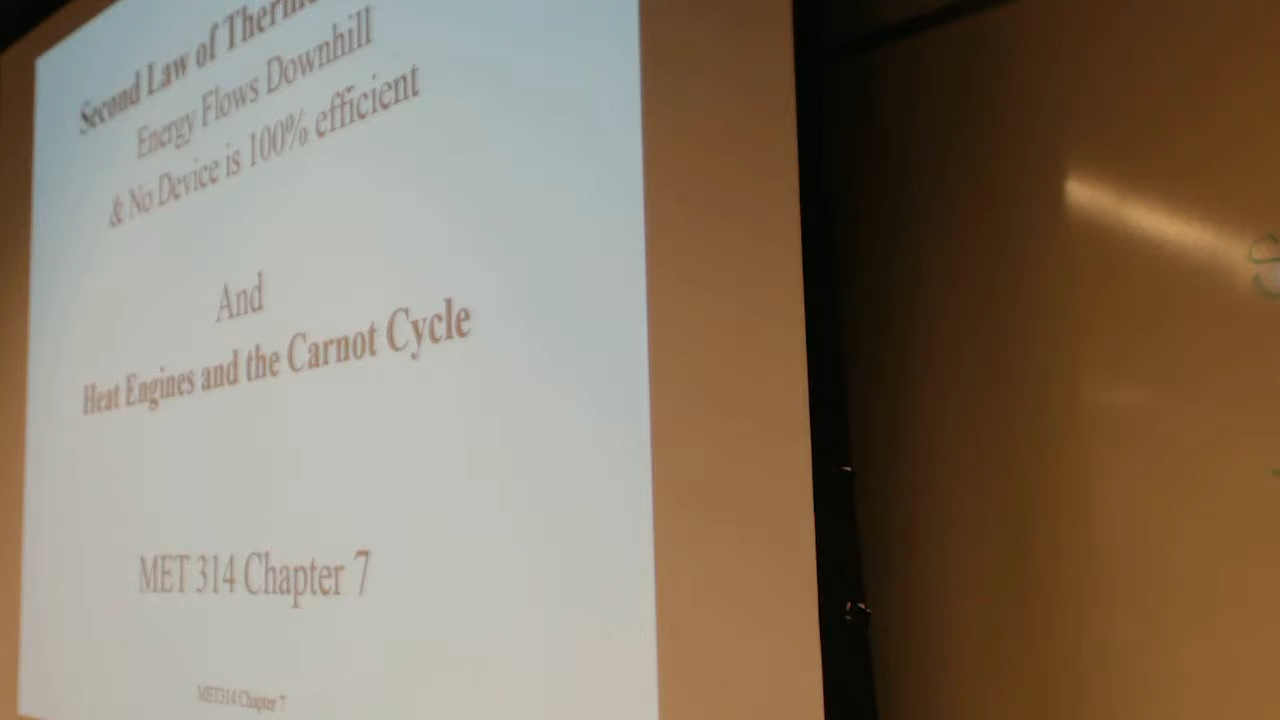 Second Law of
Energy Flows Downhill
& No Device is 100% efficient
And
Heat Engines and the Carnot Cycle
MET 314 Chapter 7
MET314 Chapter 7